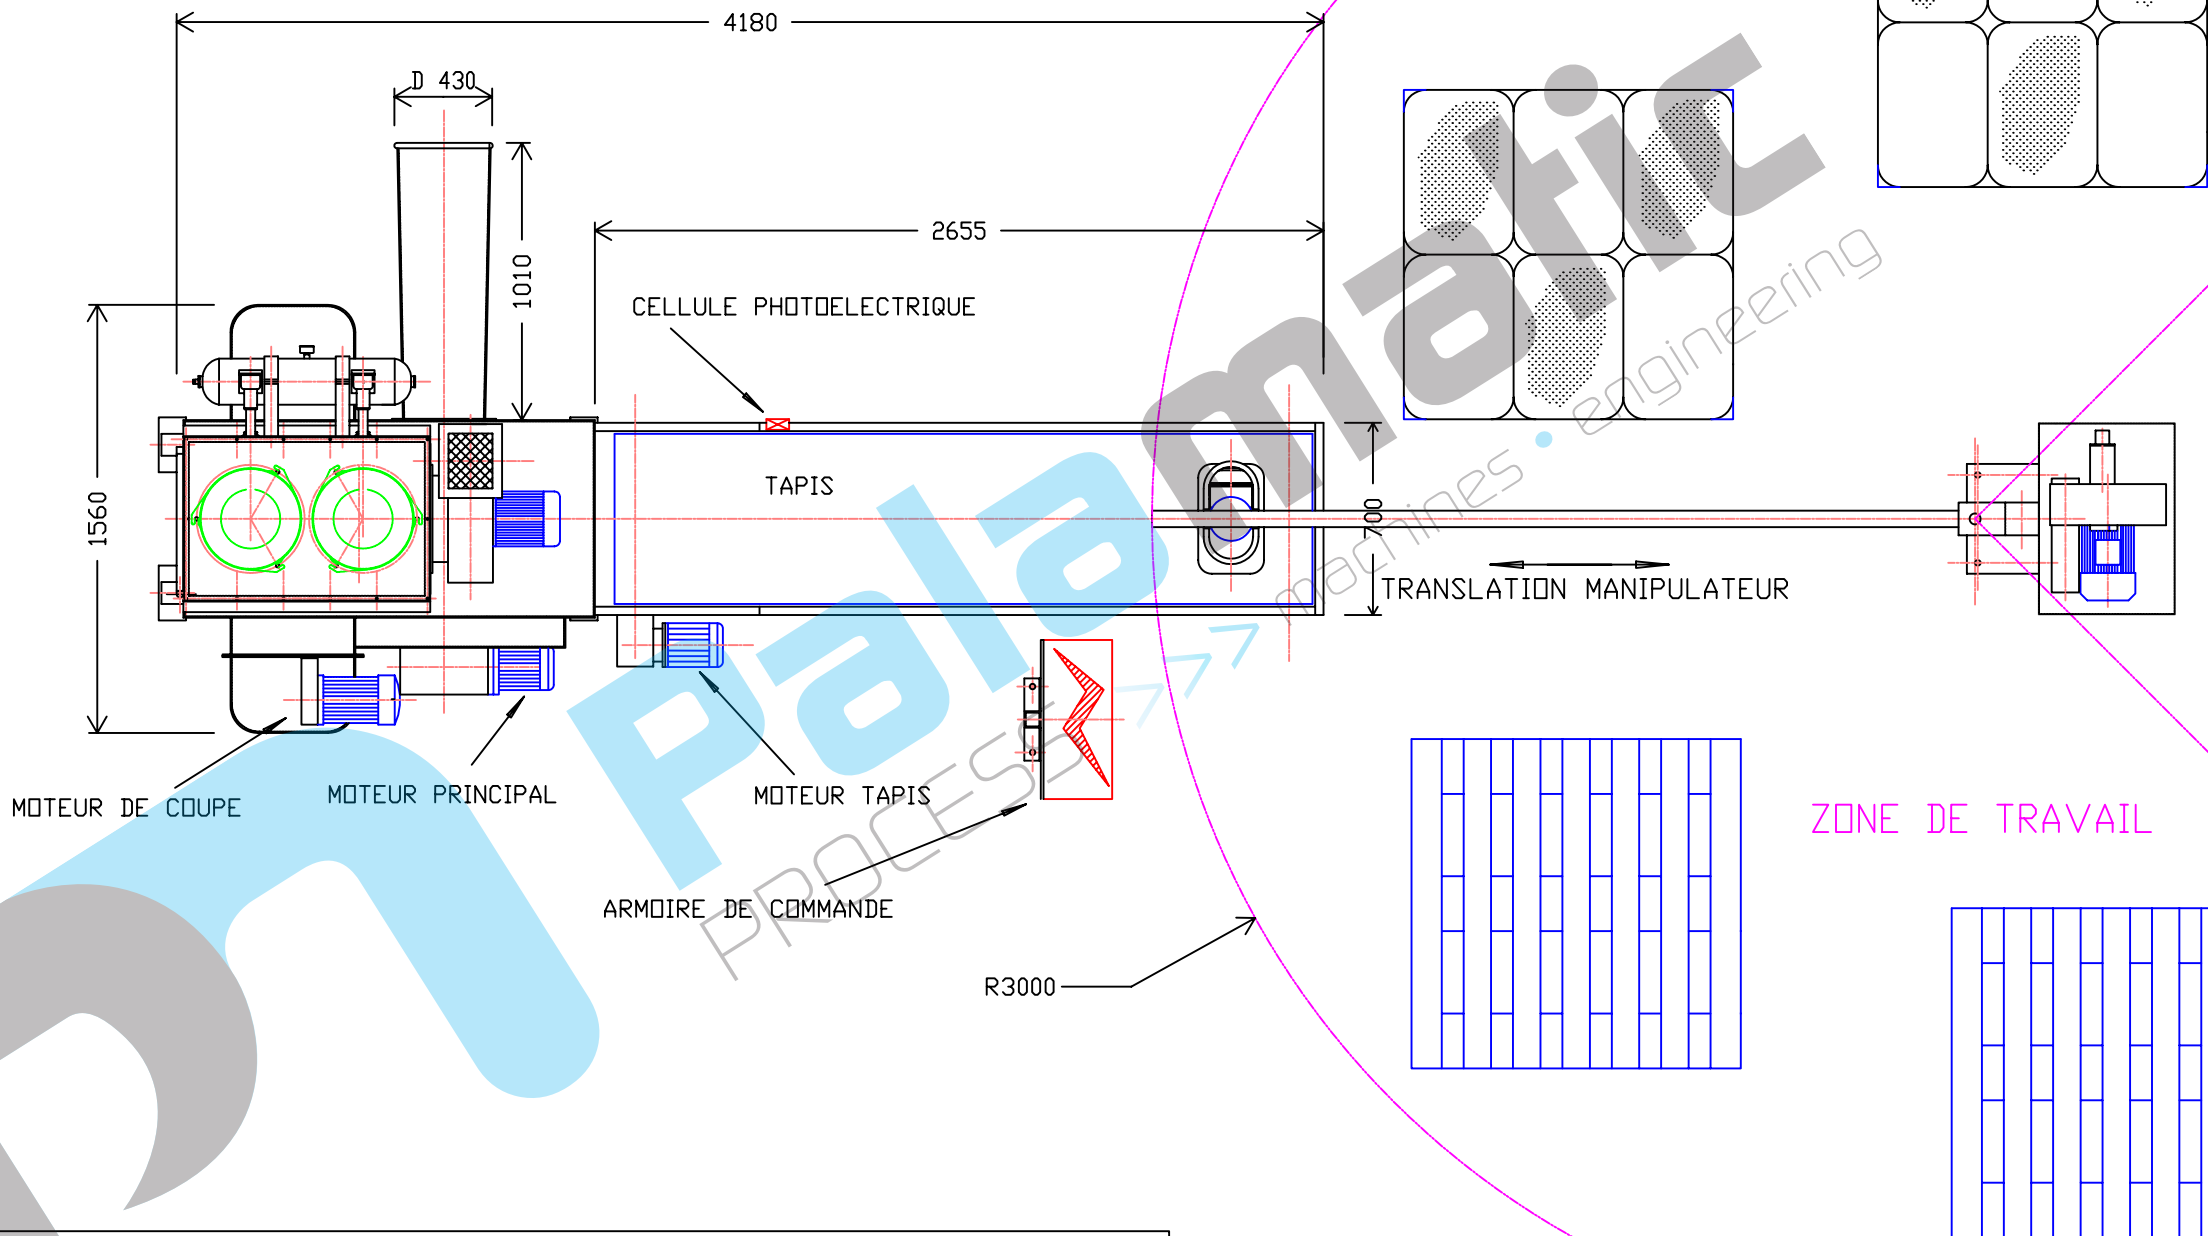 4180
D 430
1010
2655
CELLULE PHOTOELECTRIQUE
1560
TAPIS
700
TRANSLATION MANIPULATEUR
MOTEUR DE COUPE
MOTEUR PRINCIPAL
MOTEUR TAPIS
ARMOIRE DE COMMANDE
R3000
ZONE DE TRAVAIL
Palamatic
PROCESS >>> machines • engineering